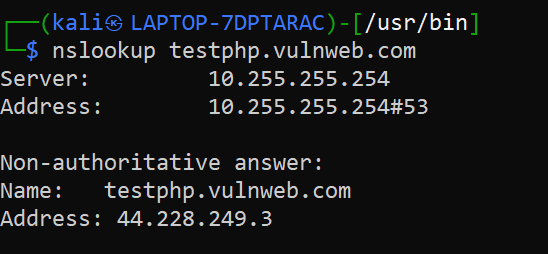 ┌──(kali㉿LAPTOP-7DPTARAC)-[/usr/bin]
└─$ nslookup testphp.vulnweb.com
Server:         10.255.255.254
Address:        10.255.255.254#53

Non-authoritative answer:
Name:   testphp.vulnweb.com
Address: 44.228.249.3